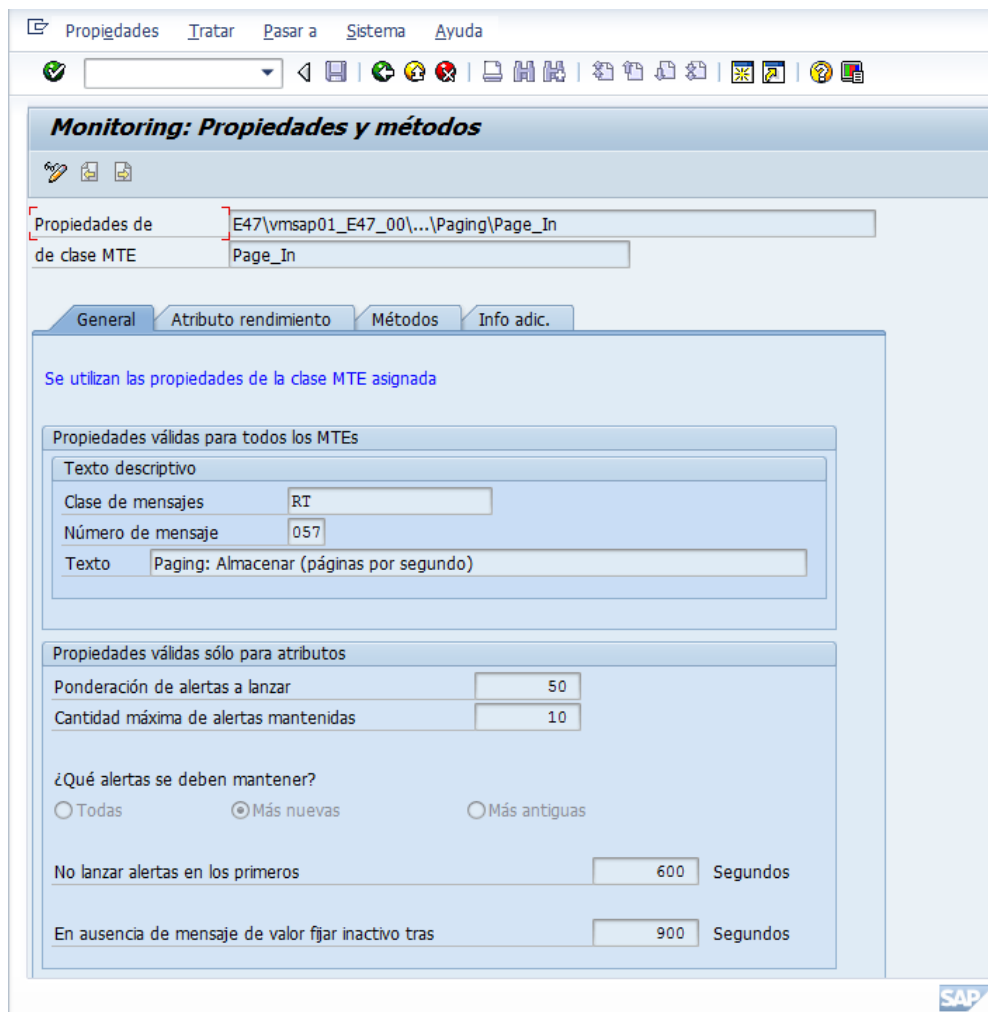 Propiedades Tratar Pasar a Sistema Ayuda
Monitoring: Propiedades y métodos
Propiedades de E47\vmsap01_E47_00\...\Paging\Page_In
de clase MTE Page_In
General Atributo rendimiento Métodos Info adic.
Se utilizan las propiedades de la clase MTE asignada
Propiedades válidas para todos los MTEs
Texto descriptivo
Clase de mensajes RT
Número de mensaje 057
Texto Paging: Almacenar (páginas por segundo)
Propiedades válidas sólo para atributos
Ponderación de alertas a lanzar 50
Cantidad máxima de alertas mantenidas 10
¿Qué alertas se deben mantener?
Todas Más nuevas Más antiguas
No lanzar alertas en los primeros 600 Segundos
En ausencia de mensaje de valor fijar inactivo tras 900 Segundos
SAP